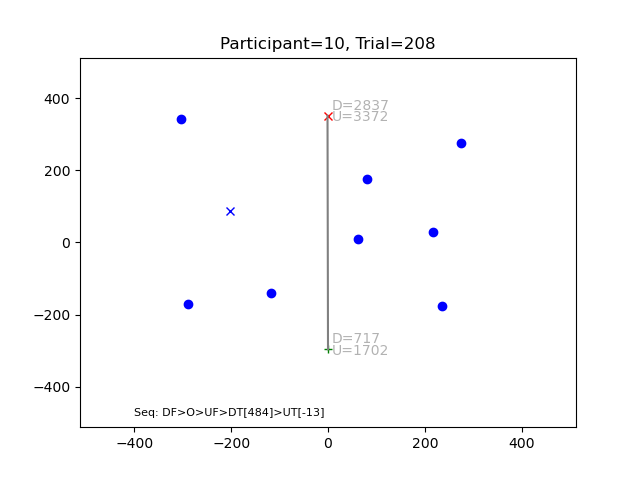 Participant=10, Trial=208
D=2837
U=3372
D=717
U=1702
Seq: DF>O>UF>DT[484]>UT[-13]
400
200
0
−200
−400
−400 −200 0 200 400